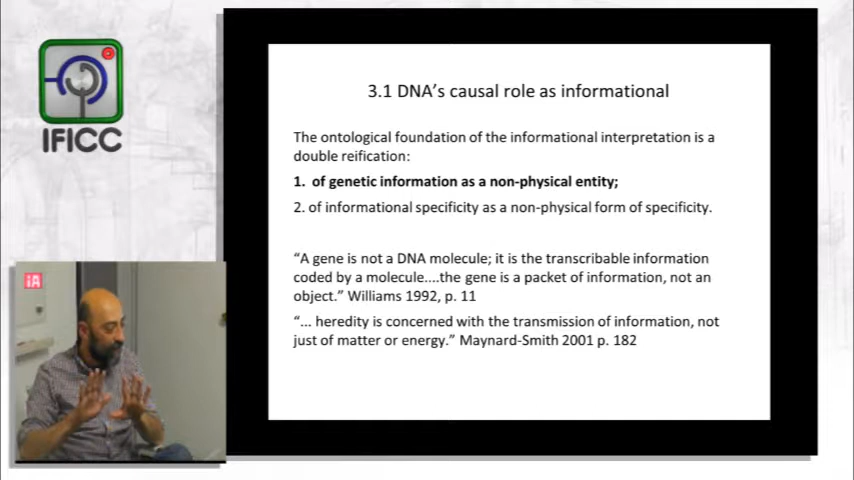 IFICC
iA
3.1 DNA's causal role as informational
The ontological foundation of the informational interpretation is a
double reification:
1. of genetic information as a non-physical entity;
2. of informational specificity as a non-physical form of specificity.
"A gene is not a DNA molecule; it is the transcribable information
coded by a molecule....the gene is a packet of information, not an
object." Williams 1992, p. 11
"... heredity is concerned with the transmission of information, not
just of matter or energy." Maynard-Smith 2001 p. 182